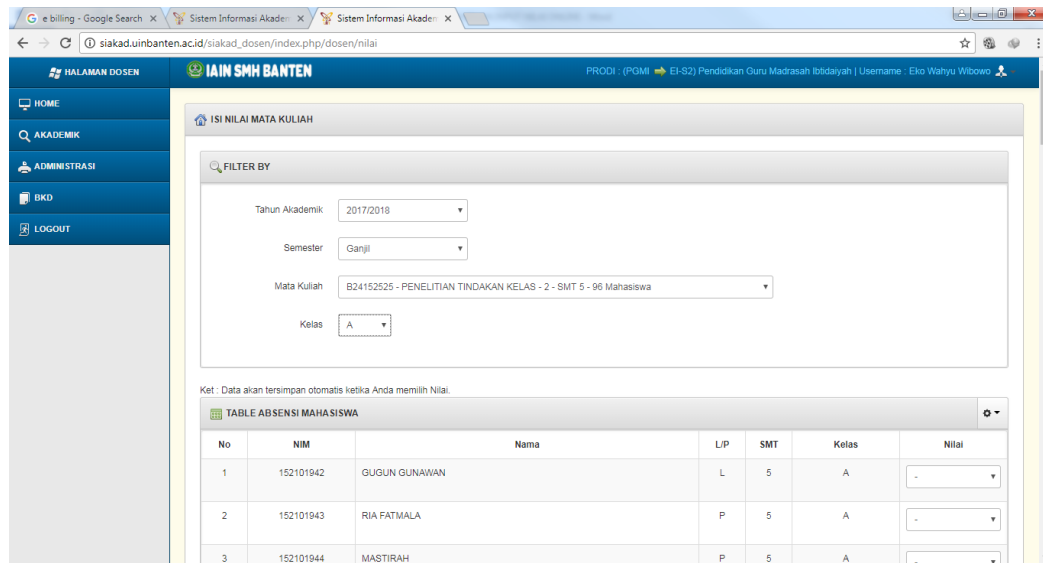 e billing - Google Search
Sistem Informasi Akaden
Sistem Informasi Akaden
siakad.uinbanten.ac.id/siakad_dosen/index.php/dosen/nilai
HALAMAN DOSEN
IAIN SMH BANTEN
PRODI : (PGMI EI-S2) Pendidikan Guru Madrasah Ibtidaiyah | Username : Eko Wahyu Wibowo
HOME
AKADEMIK
ADMINISTRASI
BKD
LOGOUT
ISI NILAI MATA KULIAH
FILTER BY
Tahun Akademik 2017/2018
Semester Ganjil
Mata Kuliah B24152525 - PENELITIAN TINDAKAN KELAS - 2 - SMT 5 - 96 Mahasiswa
Kelas A
Ket : Data akan tersimpan otomatis ketika Anda memilih Nilai.
TABLE ABSENSI MAHASISWA
No NIM Nama L/P SMT Kelas Nilai
1 152101942 GUGUN GUNAWAN L 5 A -
2 152101943 RIA FATMALA P 5 A -
3 152101944 MASTIRAH P 5 A -